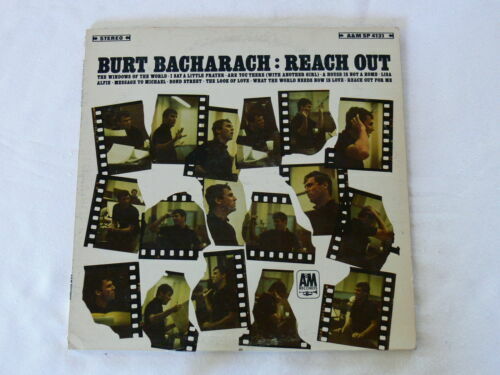 STEREO
A&M SP 4131
BURT BACHARACH: REACH OUT
THE WINDOWS OF THE WORLD · I SAY A LITTLE PRAYER · ARE YOU THERE (WITH ANOTHER GIRL) · A HOUSE IS NOT A HOME · LISA
ALFIE · MESSAGE TO MICHAEL · BOND STREET · THE LOOK OF LOVE · WHAT THE WORLD NEEDS NOW IS LOVE · REACH OUT FOR ME
A&M
RECORDS